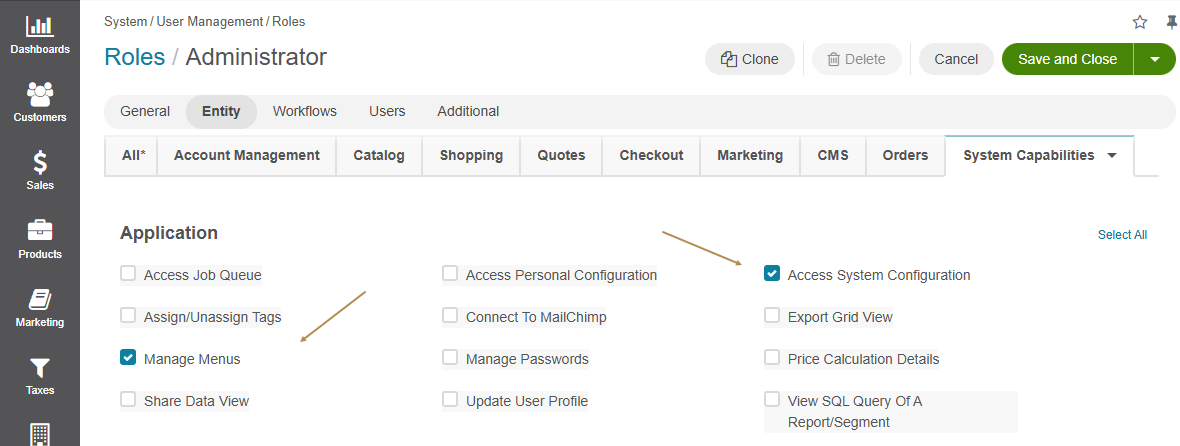 System / User Management / Roles
Roles / Administrator
Clone
Delete
Cancel
Save and Close
Dashboards
Customers
Sales
Products
Marketing
Taxes
General Entity Workflows Users Additional
All* Account Management Catalog Shopping Quotes Checkout Marketing CMS Orders System Capabilities
Application
Select All
Access Job Queue
Access Personal Configuration
Access System Configuration
Assign/Unassign Tags
Connect To MailChimp
Export Grid View
Manage Menus
Manage Passwords
Price Calculation Details
Share Data View
Update User Profile
View SQL Query Of A
Report/Segment